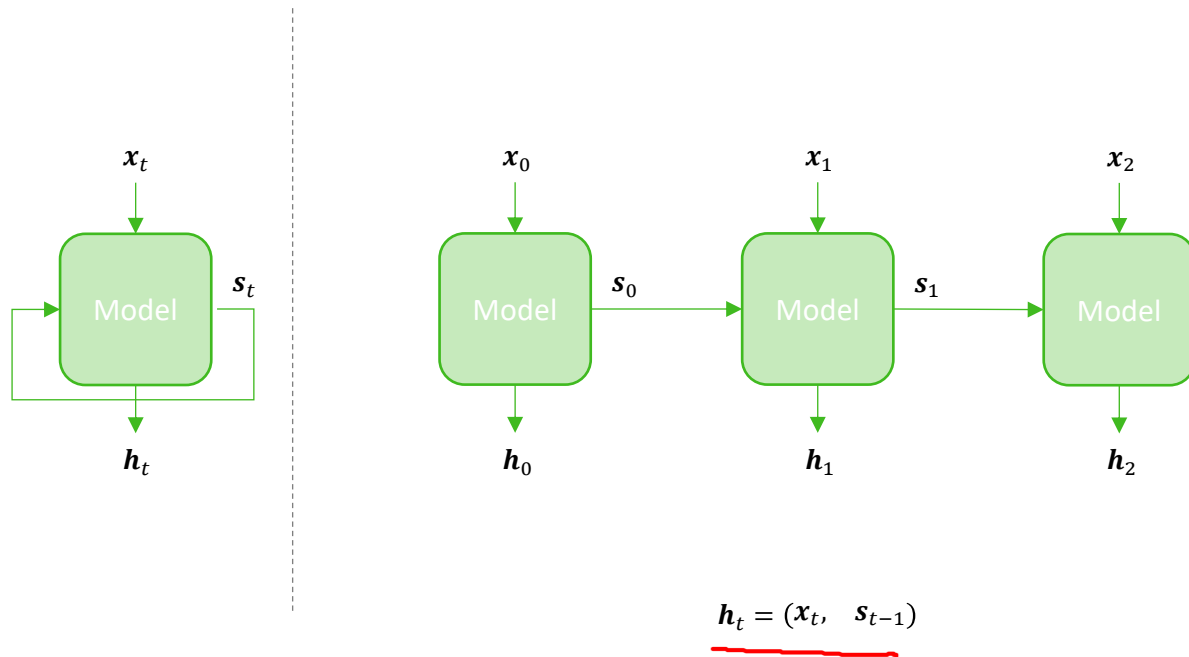 x_t
s_t
Model
h_t
x_0 x_1 x_2
s_0 s_1
Model Model Model
h_0 h_1 h_2
h_t = (x_t, s_{t−1})